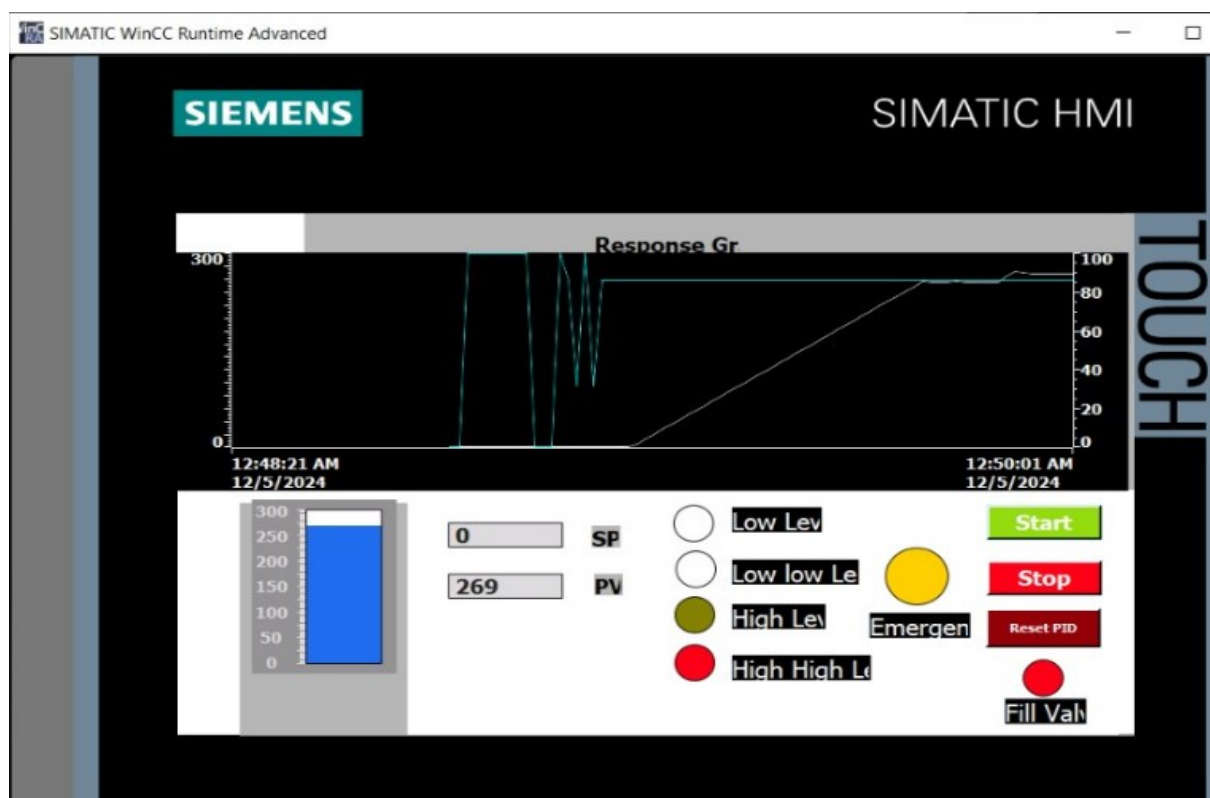 SIMATIC WinCC Runtime Advanced
SIEMENS
SIMATIC HMI
TOUCH
Response Gr
300
100
80
60
40
20
0
0
12:48:21 AM
12/5/2024
12:50:01 AM
12/5/2024
300
250
200
150
100
50
0
0 SP
269 PV
Low Lev
Low low Le
High Lev
High High Le
Emergen
Start
Stop
Reset PID
Fill Valv